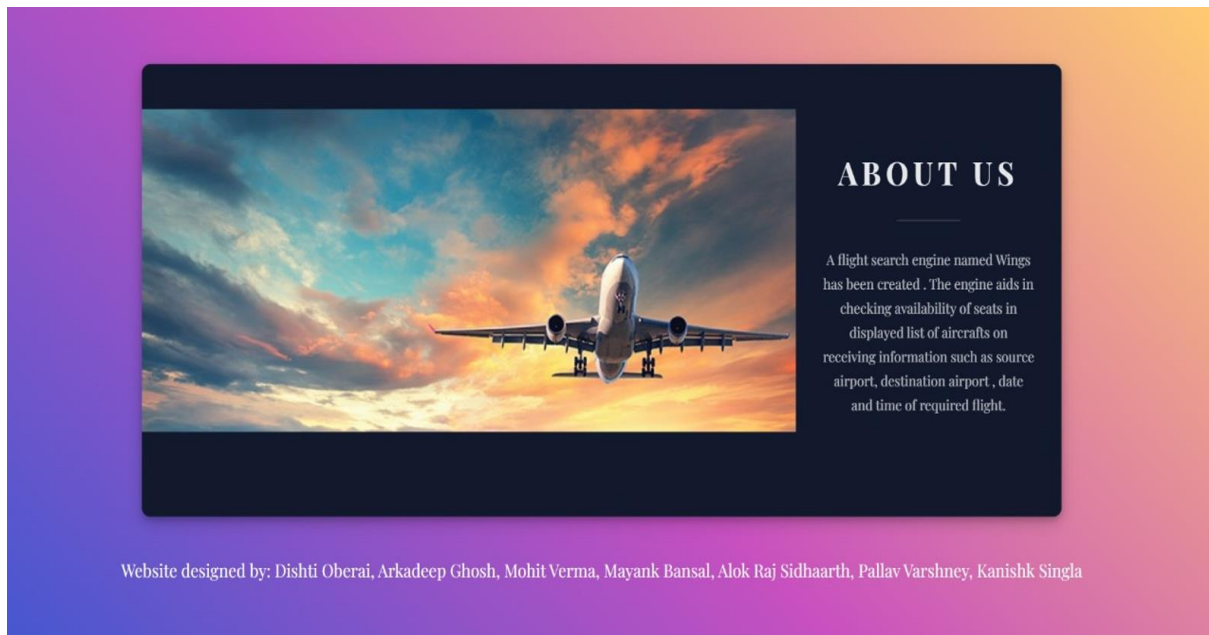 ABOUT US
A flight search engine named Wings
has been created . The engine aids in
checking availability of seats in
displayed list of aircrafts on
receiving information such as source
airport, destination airport , date
and time of required flight.
Website designed by: Dishti Oberai, Arkadeep Ghosh, Mohit Verma, Mayank Bansal, Alok Raj Sidhaarth, Pallav Varshney, Kanishk Singla